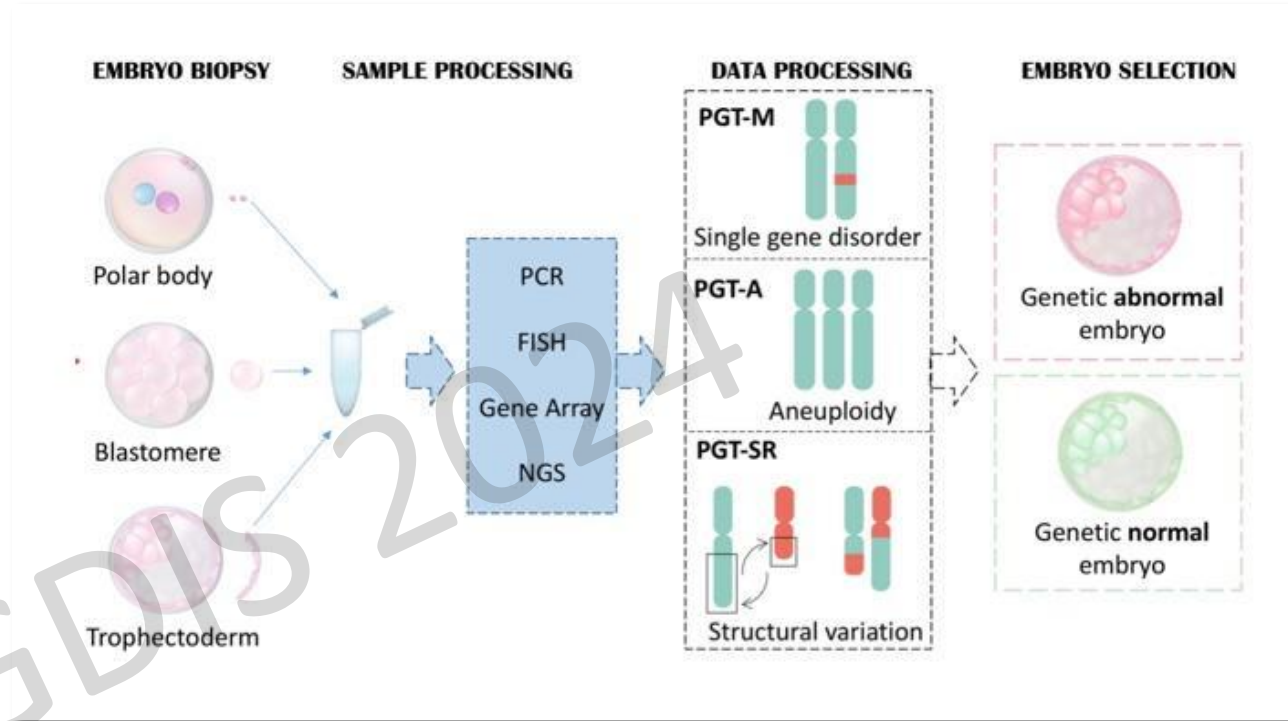 EMBRYO BIOPSY
SAMPLE PROCESSING
DATA PROCESSING
EMBRYO SELECTION
Polar body
Blastomere
Trophectoderm
PCR
FISH
Gene Array
NGS
PGT-M
Single gene disorder
PGT-A
Aneuploidy
PGT-SR
Structural variation
Genetic abnormal
embryo
Genetic normal
embryo
GDIS 2024